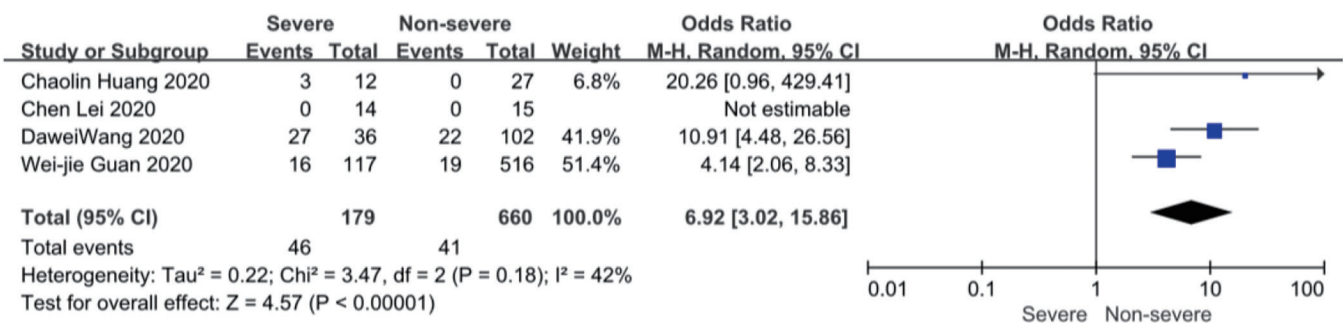 Severe Non-severe Odds Ratio Odds Ratio
Study or Subgroup Events Total Events Total Weight M-H, Random, 95% CI M-H, Random, 95% CI
Chaolin Huang 2020 3 12 0 27 6.8% 20.26 [0.96, 429.41]
Chen Lei 2020 0 14 0 15 Not estimable
DaweiWang 2020 27 36 22 102 41.9% 10.91 [4.48, 26.56]
Wei-jie Guan 2020 16 117 19 516 51.4% 4.14 [2.06, 8.33]
Total (95% CI) 179 660 100.0% 6.92 [3.02, 15.86]
Total events 46 41
Heterogeneity: Tau² = 0.22; Chi² = 3.47, df = 2 (P = 0.18); I² = 42%
Test for overall effect: Z = 4.57 (P < 0.00001)
0.01 0.1 1 10 100
Severe Non-severe